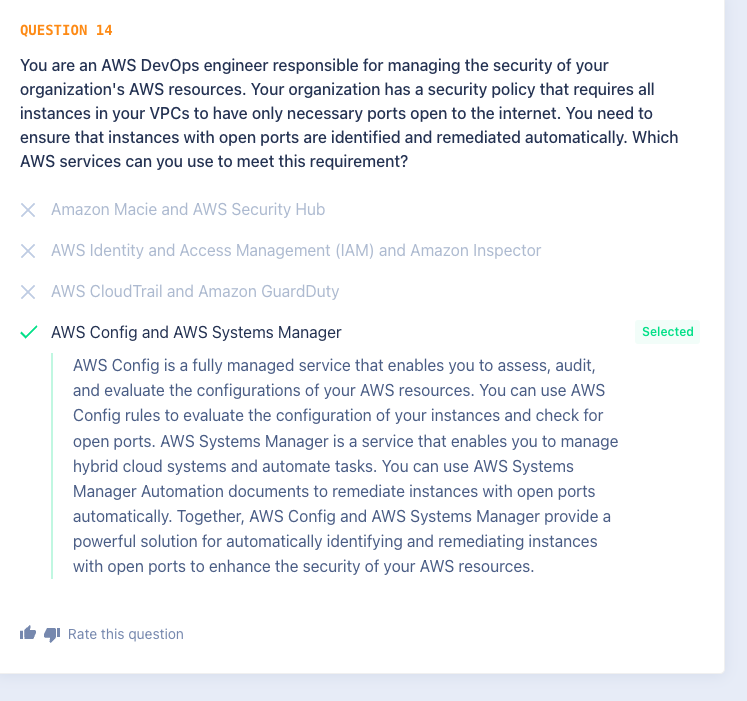 QUESTION 14
You are an AWS DevOps engineer responsible for managing the security of your
organization's AWS resources. Your organization has a security policy that requires all
instances in your VPCs to have only necessary ports open to the internet. You need to
ensure that instances with open ports are identified and remediated automatically. Which
AWS services can you use to meet this requirement?
Amazon Macie and AWS Security Hub
AWS Identity and Access Management (IAM) and Amazon Inspector
AWS CloudTrail and Amazon GuardDuty
AWS Config and AWS Systems Manager
Selected
AWS Config is a fully managed service that enables you to assess, audit,
and evaluate the configurations of your AWS resources. You can use AWS
Config rules to evaluate the configuration of your instances and check for
open ports. AWS Systems Manager is a service that enables you to manage
hybrid cloud systems and automate tasks. You can use AWS Systems
Manager Automation documents to remediate instances with open ports
automatically. Together, AWS Config and AWS Systems Manager provide a
powerful solution for automatically identifying and remediating instances
with open ports to enhance the security of your AWS resources.
Rate this question